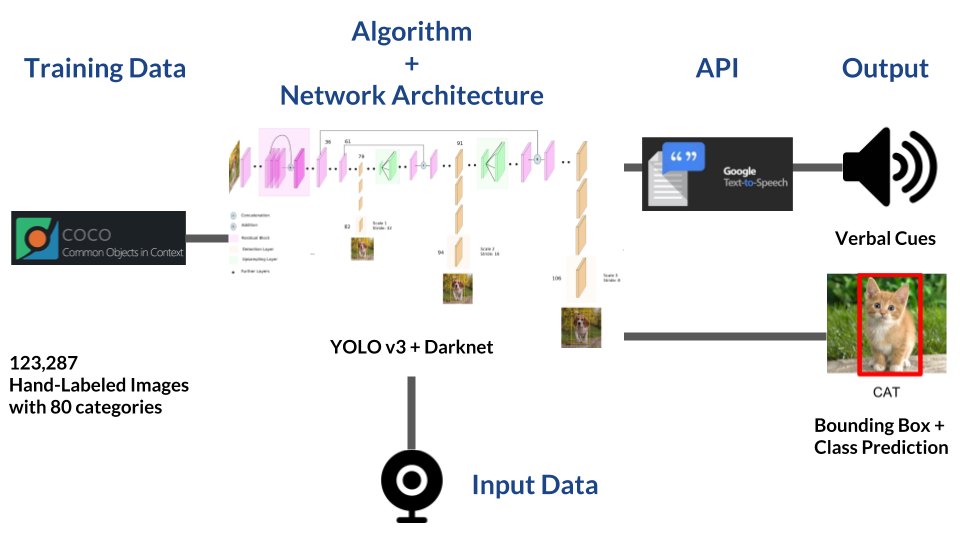 Training Data
Algorithm
+
Network Architecture
API
Output
36
61
79
91
82
94
106
Concatenation
Addition
Residual Block
Detection Layer
Upsampling Layer
Further Layers
...
Scale 1
Stride: 32
Scale 2
Stride: 16
Scale 3
Stride: 8
COCO
Common Objects in Context
Google
Text-to-Speech
Verbal Cues
YOLO v3 + Darknet
123,287
Hand-Labeled Images
with 80 categories
CAT
Bounding Box +
Class Prediction
Input Data